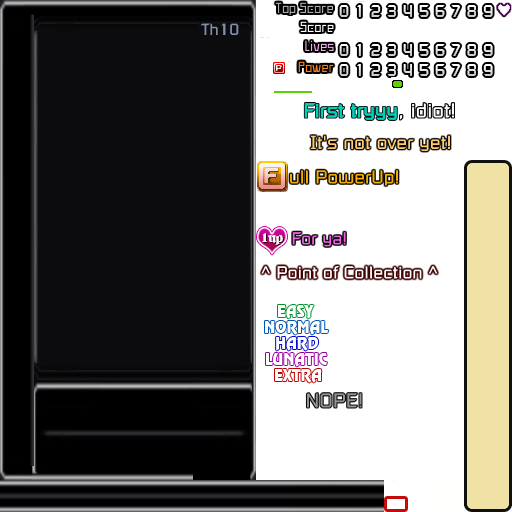 Th10
Top Score 0 1 2 3 4 5 6 7 8 9
Score
Lives 0 1 2 3 4 5 6 7 8 9
P Power 0 1 2 3 4 5 6 7 8 9
First tryyy, idiot!
It's not over yet!
Full PowerUp!
1up For ya!
^ Point of Collection ^
EASY
NORMAL
HARD
LUNATIC
EXTRA
NOPE!